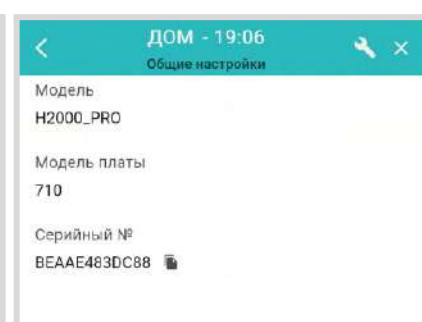 ДОМ - 19:06
Общие настройки
Модель
H2000_PRO
Модель платы
710
Серийный №
BEAAE483DC88